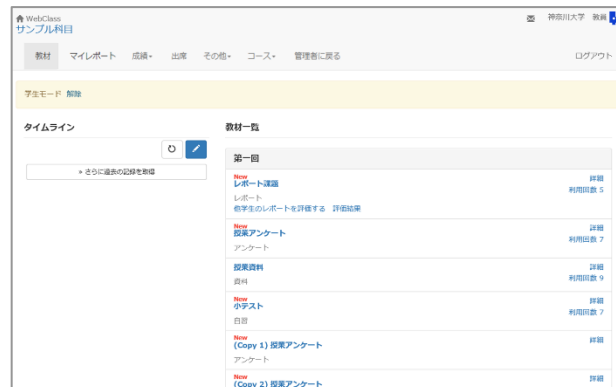 WebClass
サンプル科目
神奈川大学 教員
教材 マイレポート 成績 出席 その他 コース 管理者に戻る ログアウト
学生モード 解除
タイムライン
» さらに過去の記録を取得
教材一覧
第一回
New
レポート課題 詳細
利用回数 5
レポート
他学生のレポートを評価する 評価結果
New
授業アンケート 詳細
利用回数 7
アンケート
授業資料 詳細
利用回数 9
資料
New
小テスト 詳細
利用回数 7
自習
New
(Copy 1) 授業アンケート 詳細
アンケート
New
(Copy 2) 授業アンケート 詳細